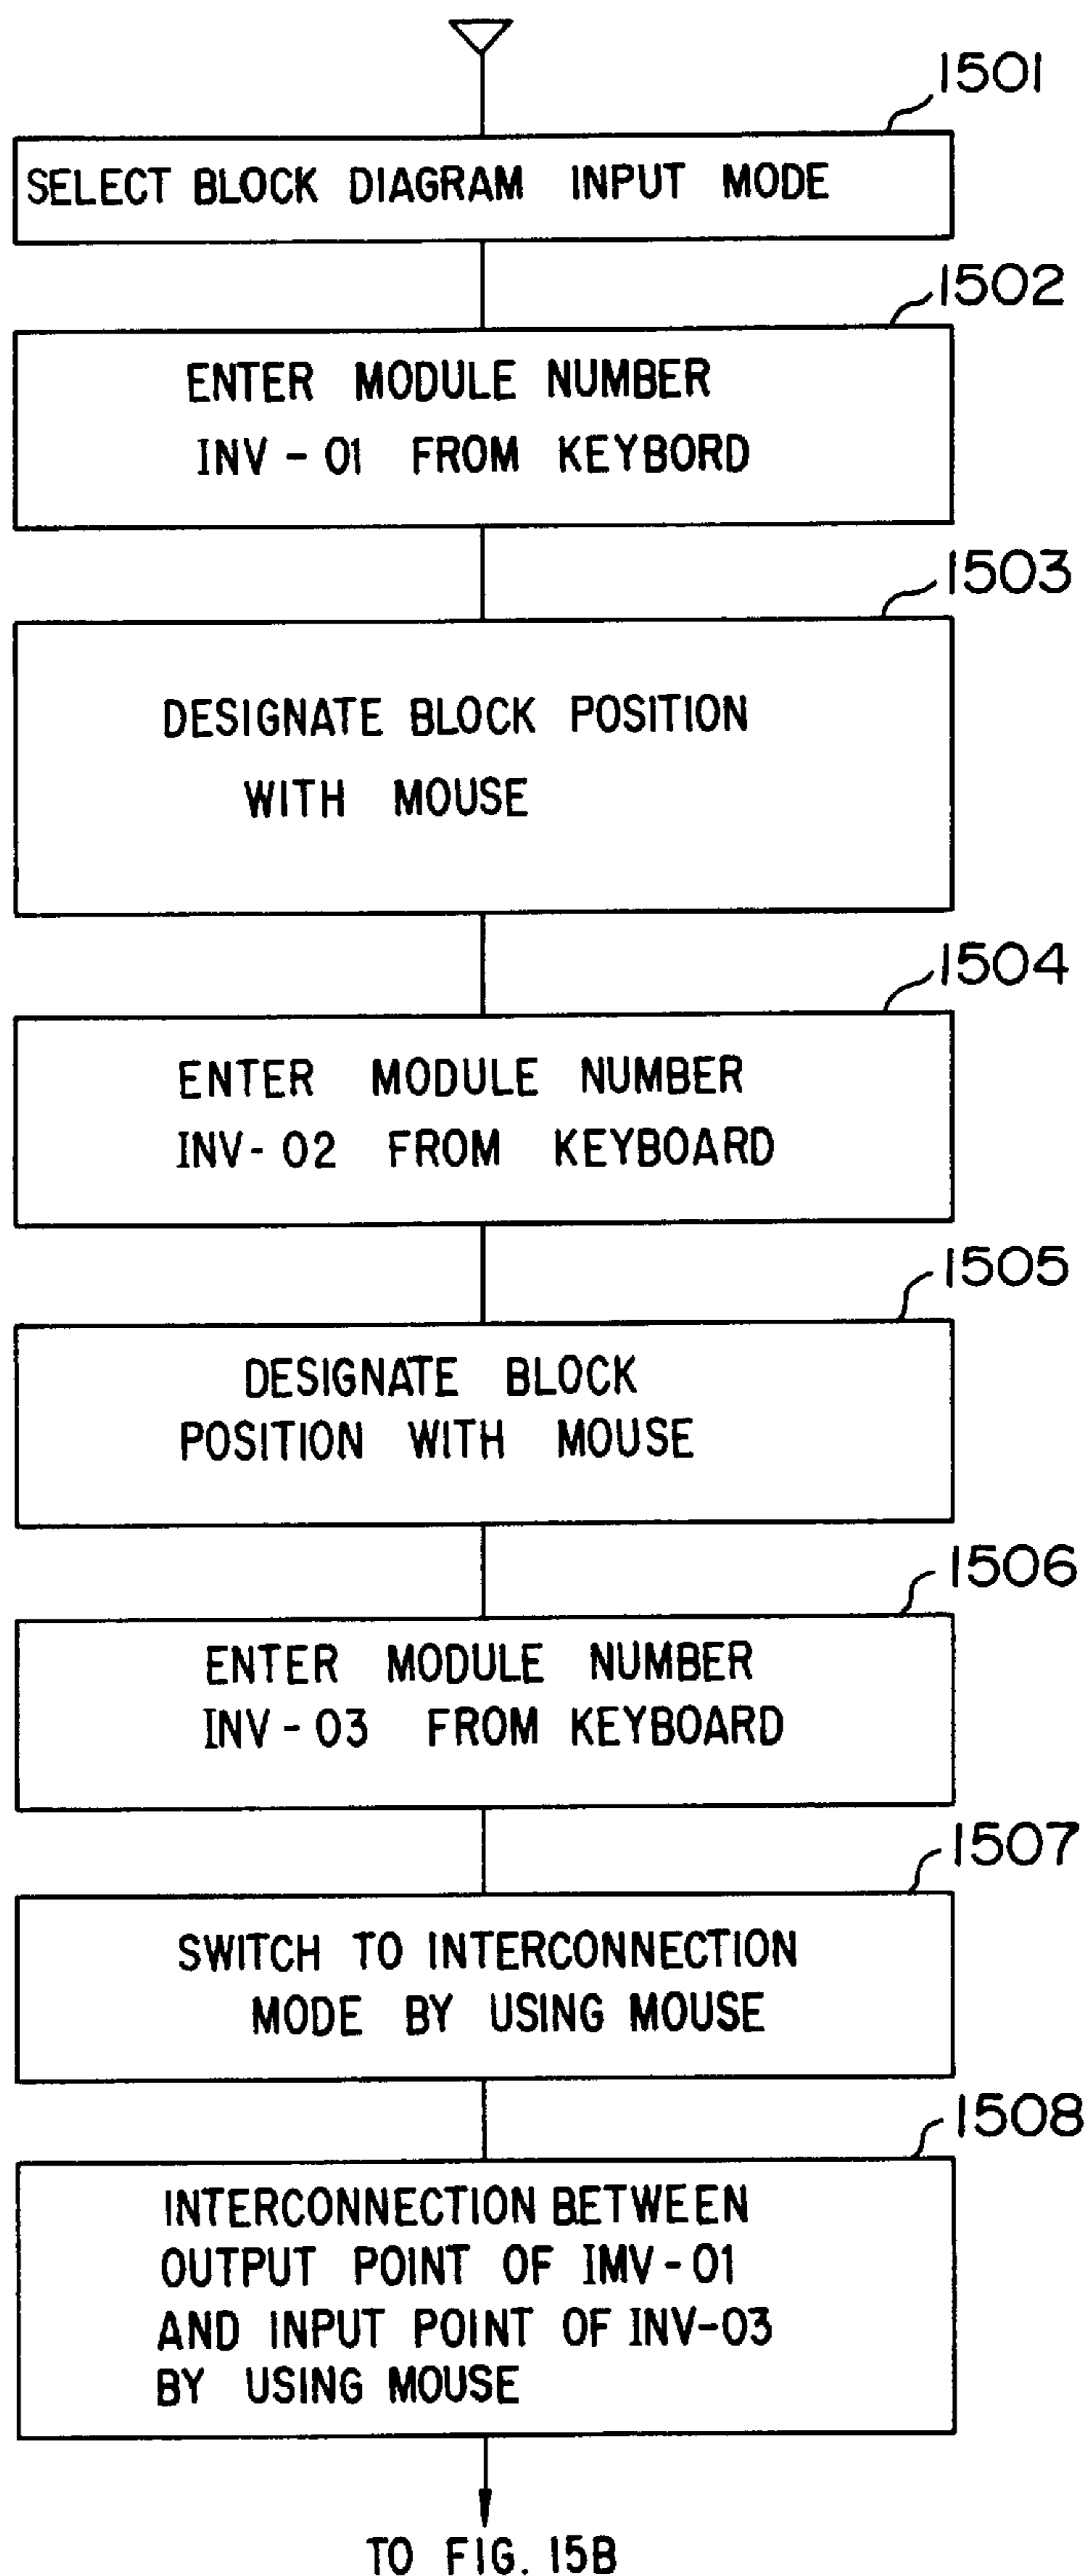 1501
SELECT BLOCK DIAGRAM INPUT MODE
1502
ENTER MODULE NUMBER
INV - 01 FROM KEYBORD
1503
DESIGNATE BLOCK POSITION
WITH MOUSE
1504
ENTER MODULE NUMBER
INV- 02 FROM KEYBOARD
1505
DESIGNATE BLOCK
POSITION WITH MOUSE
1506
ENTER MODULE NUMBER
INV - 03 FROM KEYBOARD
1507
SWITCH TO INTERCONNECTION
MODE BY USING MOUSE
1508
INTERCONNECTION BETWEEN
OUTPUT POINT OF IMV-01
AND INPUT POINT OF INV-03
BY USING MOUSE
TO FIG. 15B